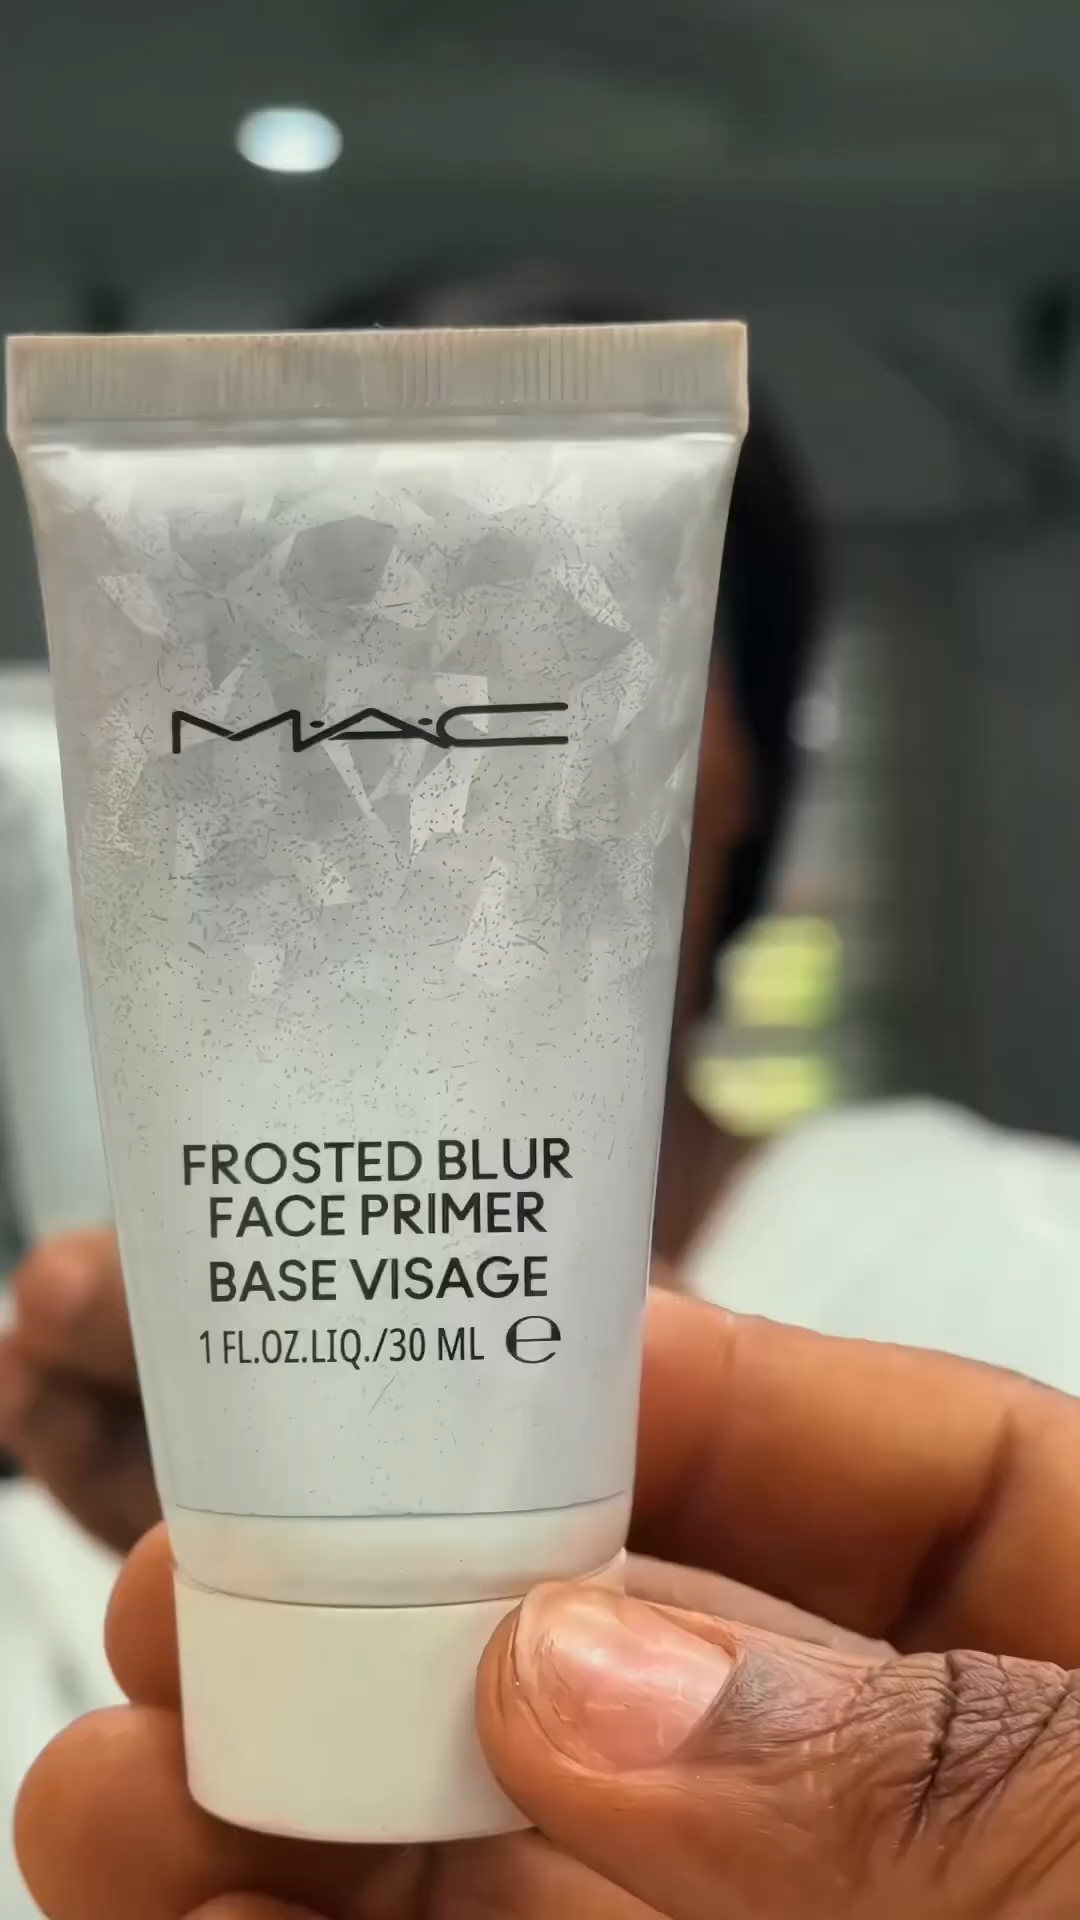 M·A·C
FROSTED BLUR
FACE PRIMER
BASE VISAGE
1 FL.OZ.LIQ./30 ML ℮